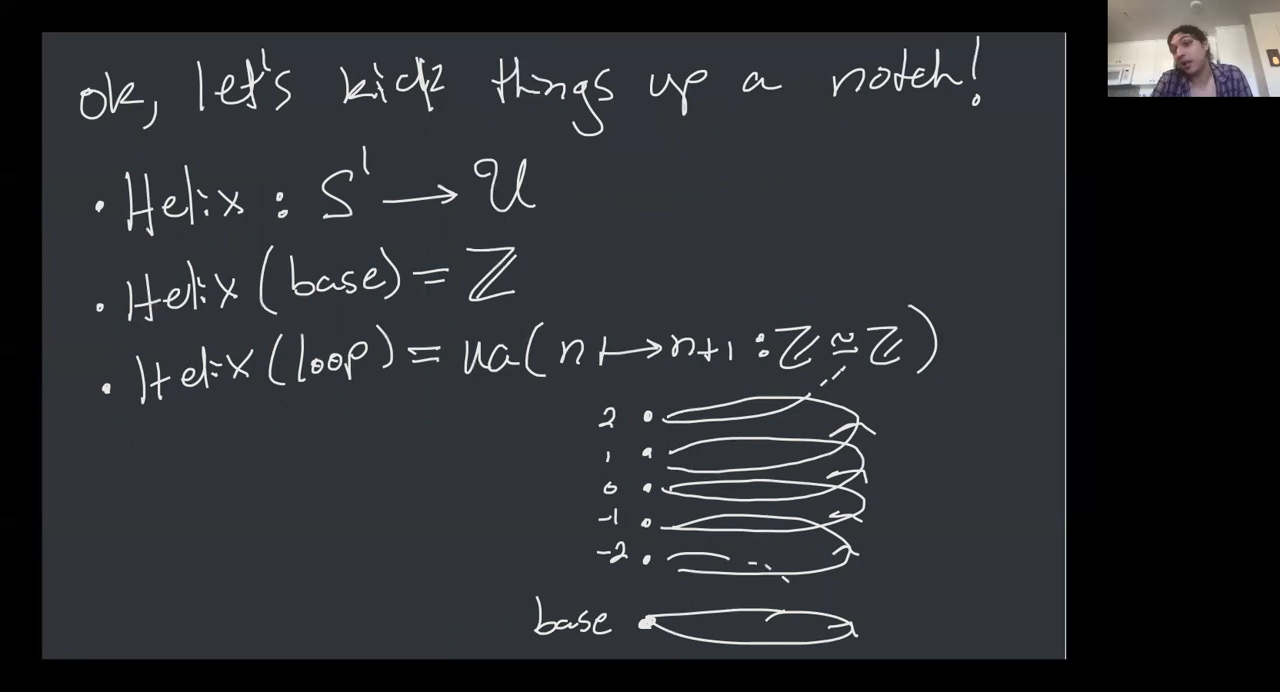 ok, let's kick things up a notch!
• Helix : S¹ → 𝒰
• Helix (base) = ℤ
• Helix (loop) = ua(n ↦ n+1 : ℤ ≃ ℤ)
2
1
0
-1
-2
base